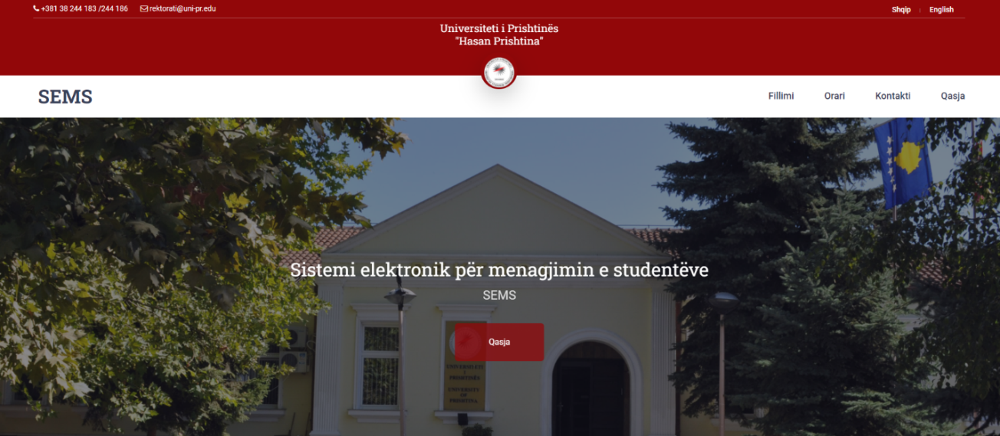 +381 38 244 183 /244 186
rektorati@uni-pr.edu
Shqip
English
Universiteti i Prishtinës
"Hasan Prishtina"
SEMS
Fillimi
Orari
Kontakti
Qasja
Sistemi elektronik për menagjimin e studentëve
SEMS
Qasja
UNIVERSITETI
I
PRISHTINËS
UNIVERSITY
OF
PRISHTINA